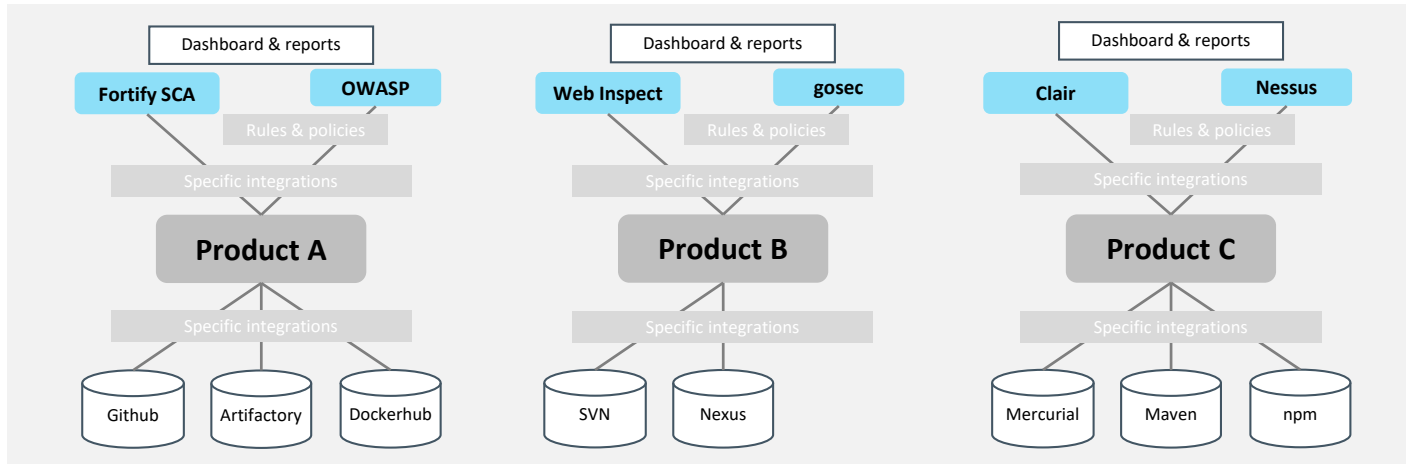 Dashboard & reports
Fortify SCA
OWASP
Rules & policies
Specific integrations
Product A
Specific integrations
Github
Artifactory
Dockerhub
Dashboard & reports
Web Inspect
gosec
Rules & policies
Specific integrations
Product B
Specific integrations
SVN
Nexus
Dashboard & reports
Clair
Nessus
Rules & policies
Specific integrations
Product C
Specific integrations
Mercurial
Maven
npm